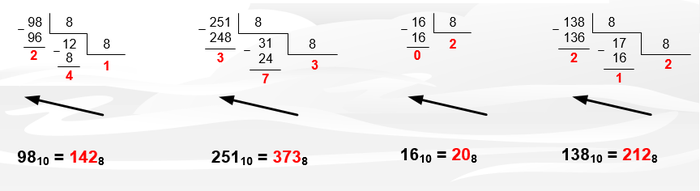 98 8
− 96 12 8
2 − 8 1
4
251 8
− 248 31 8
3 − 24 3
7
16 8
− 16 2
0
138 8
− 136 17 8
2 − 16 2
1
98₁₀ = 142₈
251₁₀ = 373₈
16₁₀ = 20₈
138₁₀ = 212₈